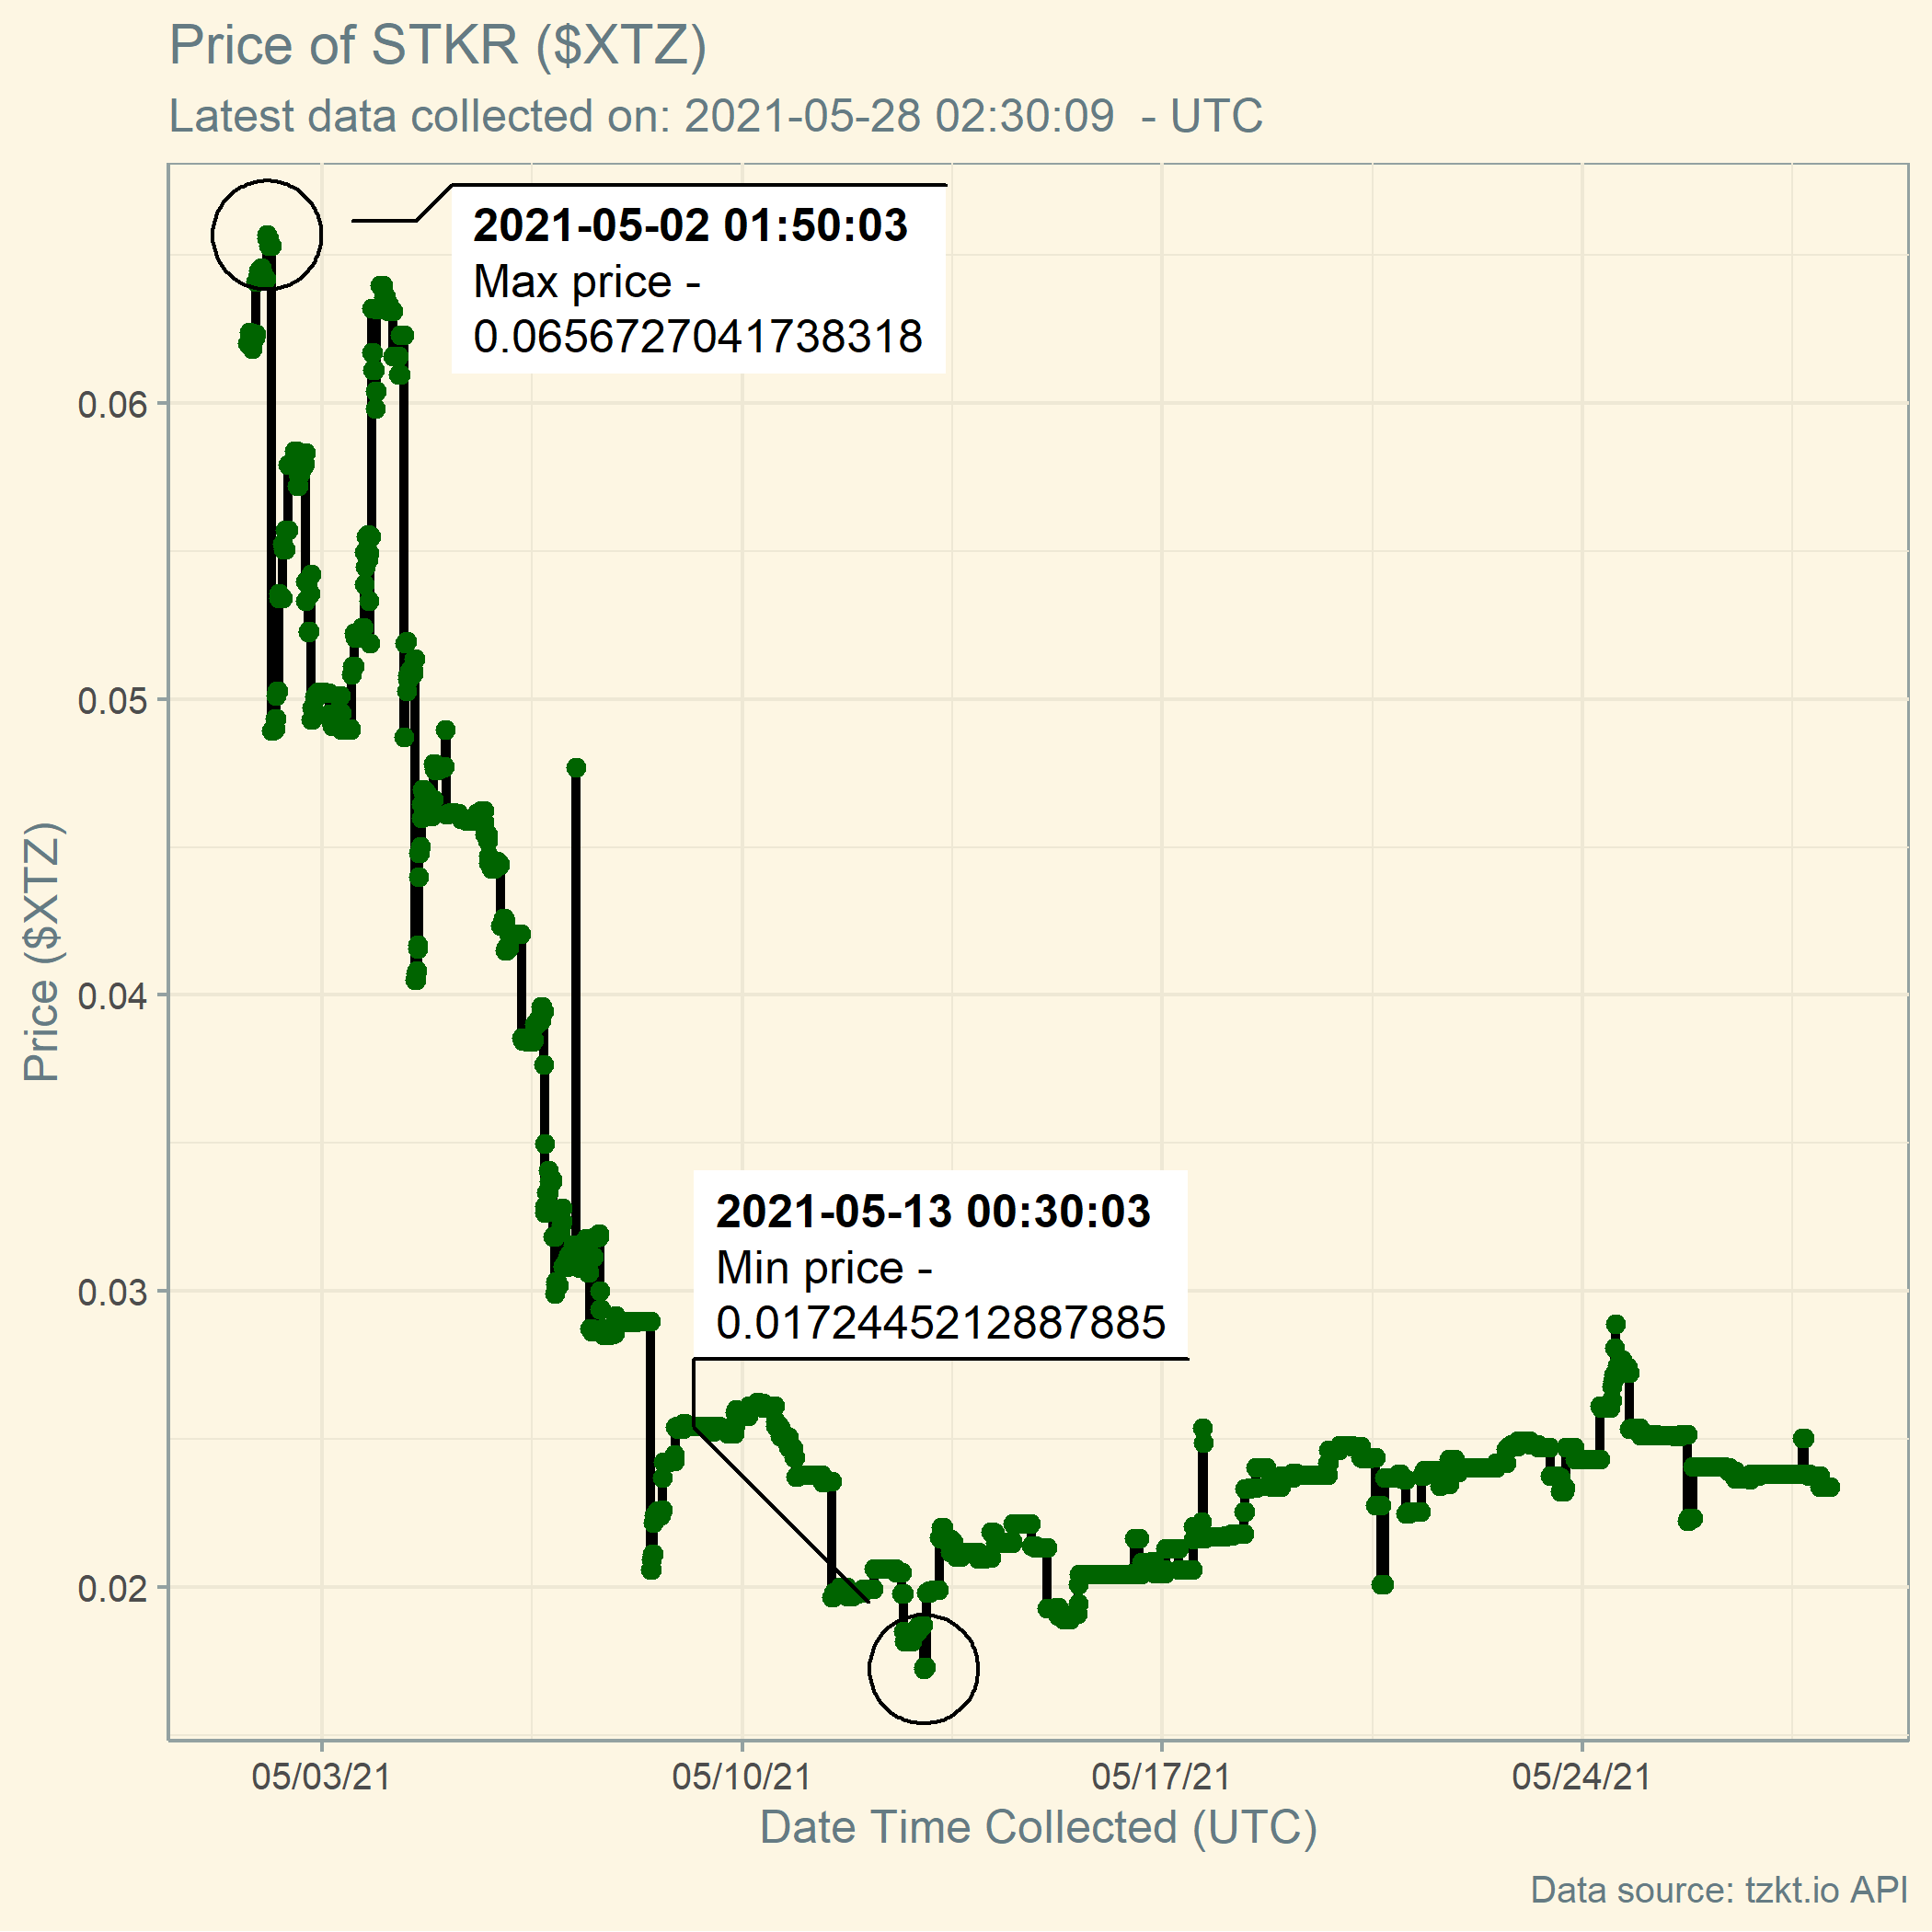 Price of STKR ($XTZ)
Latest data collected on: 2021-05-28 02:30:09  - UTC
2021-05-02 01:50:03
Max price -
0.0656727041738318
0.06
0.05
0.04
0.03
0.02
Price ($XTZ)
2021-05-13 00:30:03
Min price -
0.0172445212887885
05/03/21
05/10/21
05/17/21
05/24/21
Date Time Collected (UTC)
Data source: tzkt.io API